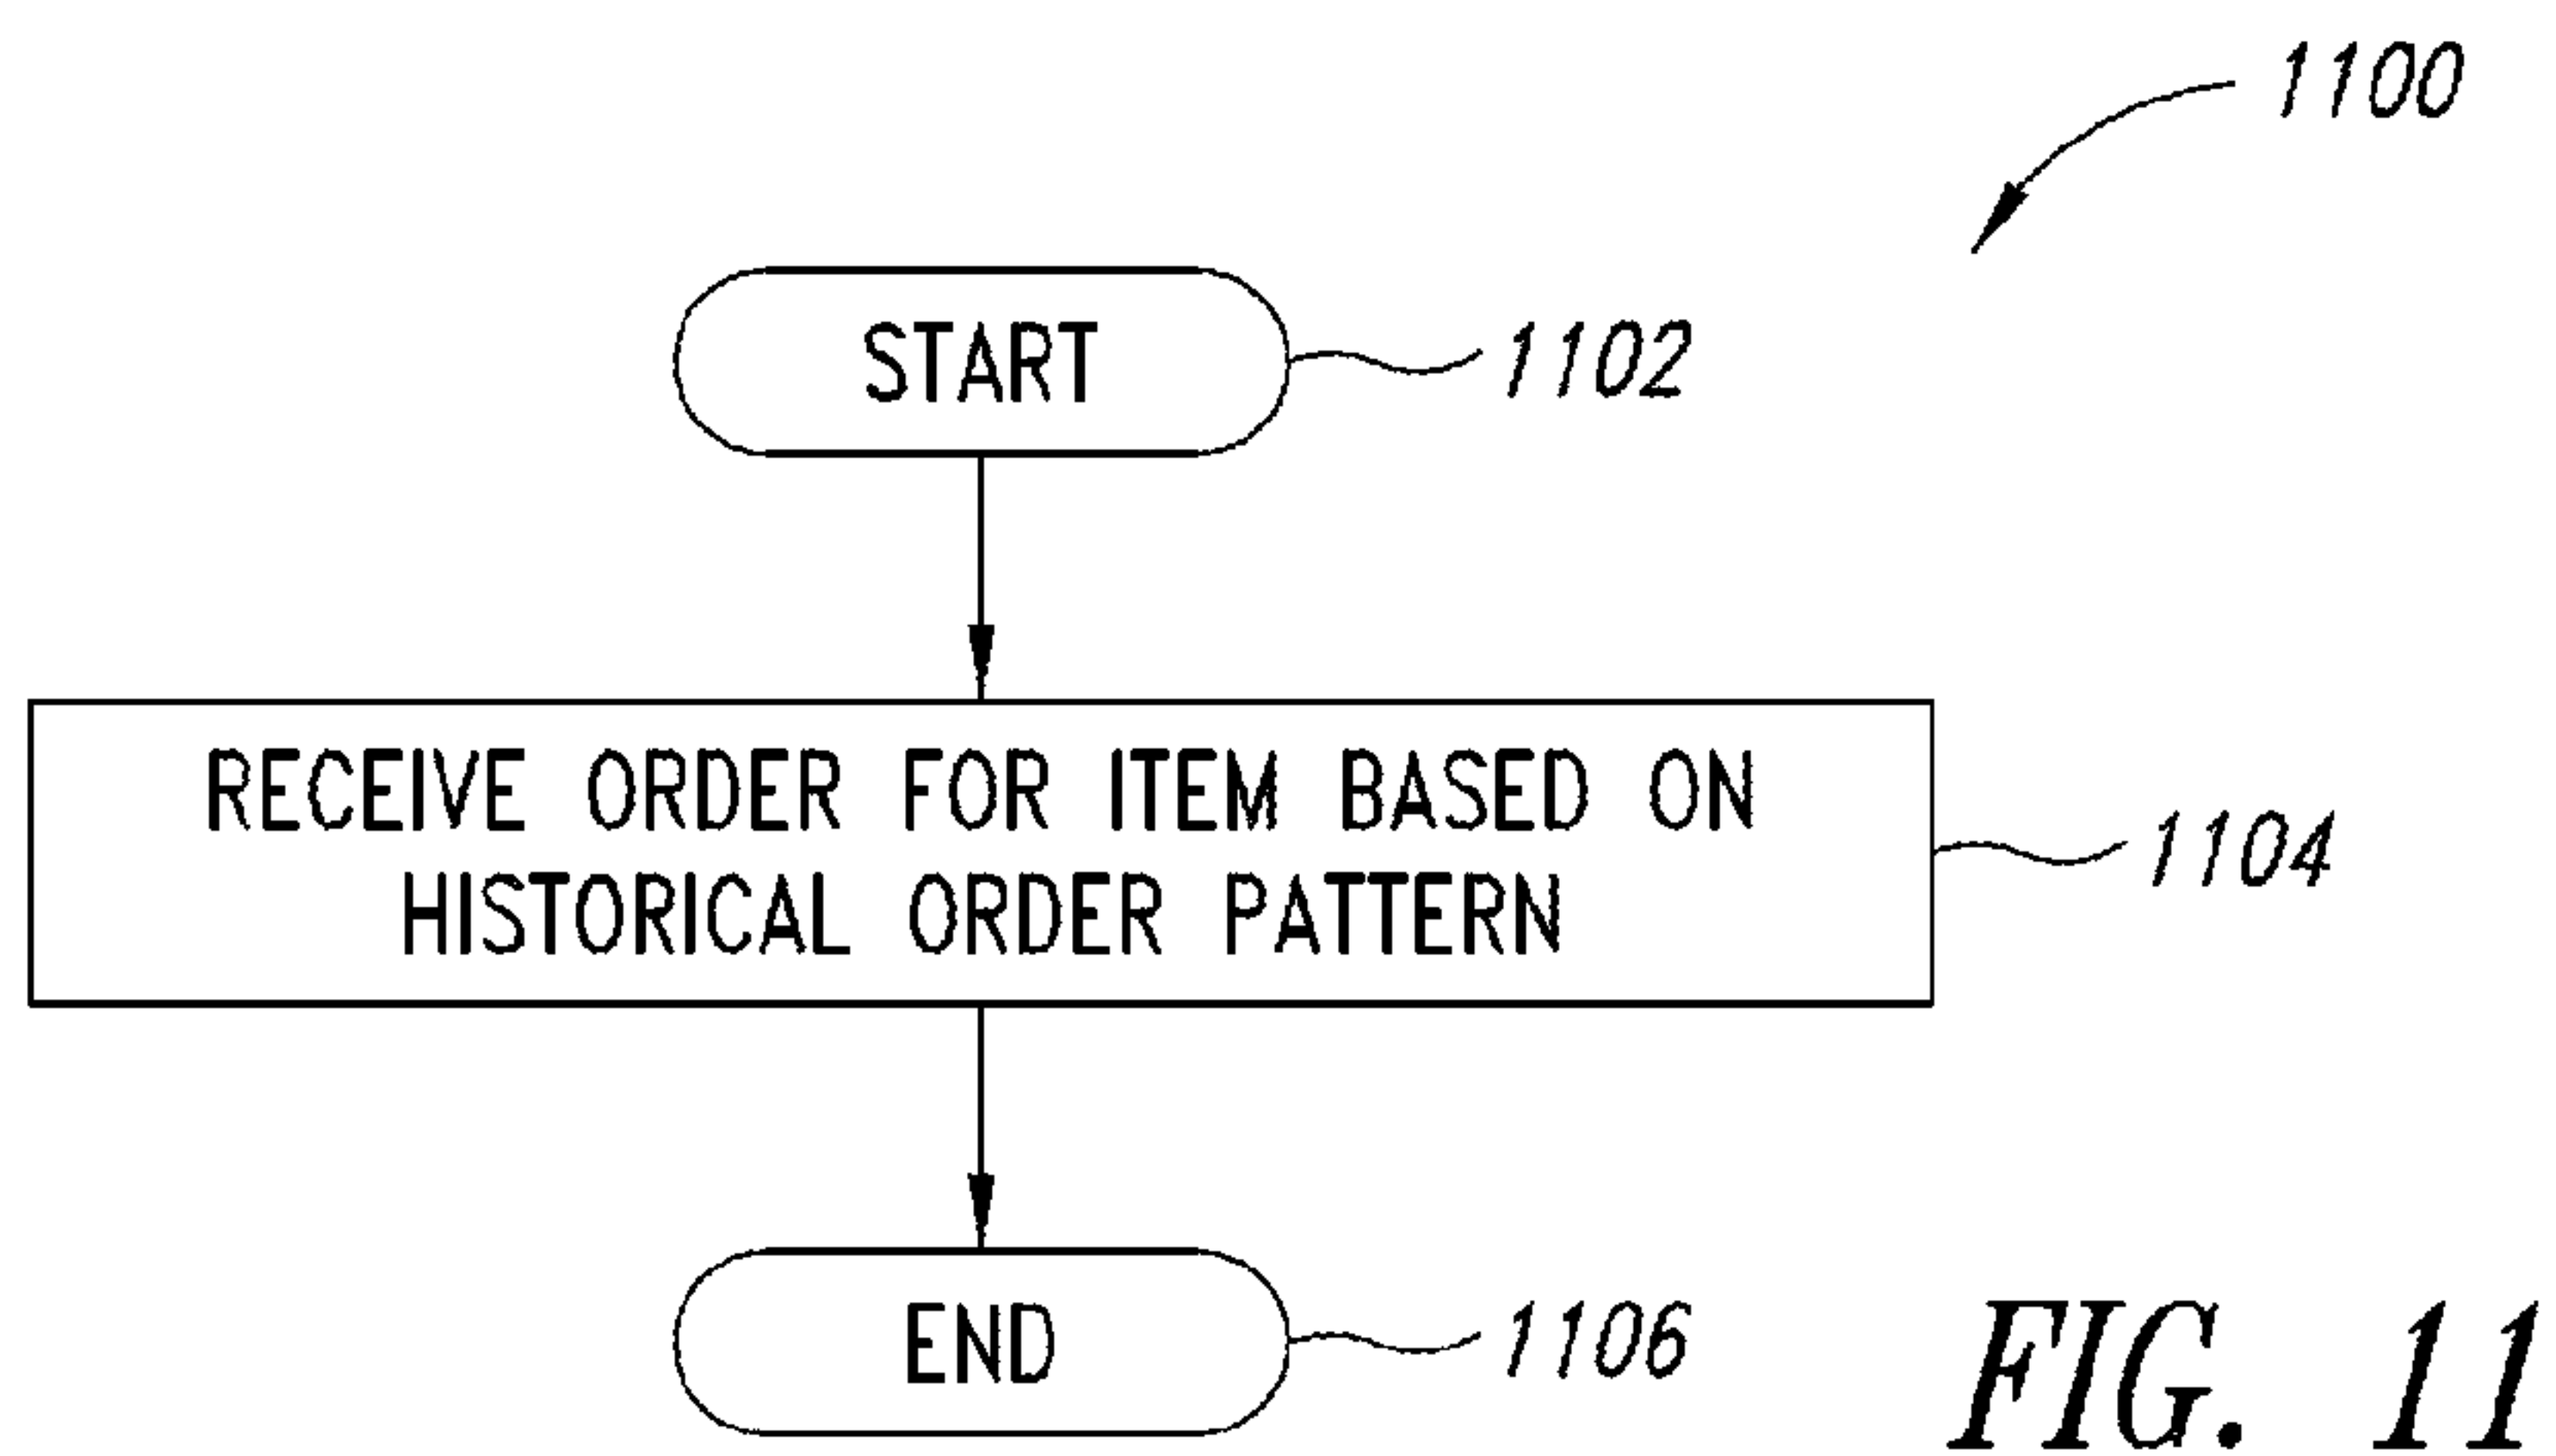 1100
START
1102
RECEIVE ORDER FOR ITEM BASED ON
HISTORICAL ORDER PATTERN
1104
END
1106
FIG. 11